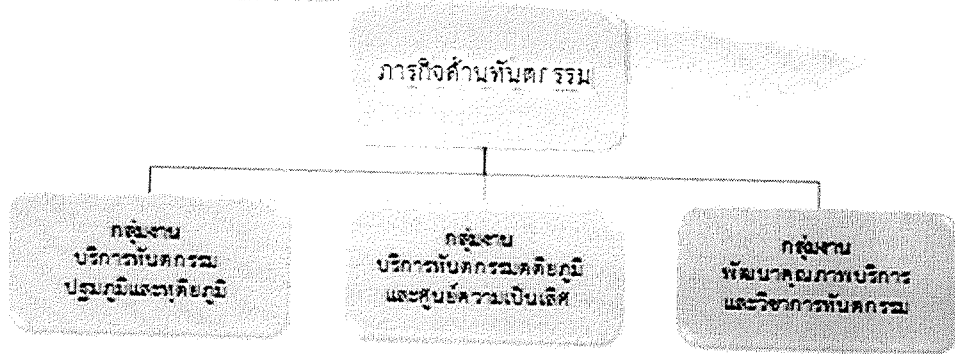 ภารกิจด้านทันตกรรม
กลุ่มงาน
บริการทันตกรรม
ปฐมภูมิและทุติยภูมิ
กลุ่มงาน
บริการทันตกรรมตติยภูมิ
และศูนย์ความเป็นเลิศ
กลุ่มงาน
พัฒนาคุณภาพบริการ
และวิชาการทันตกรรม